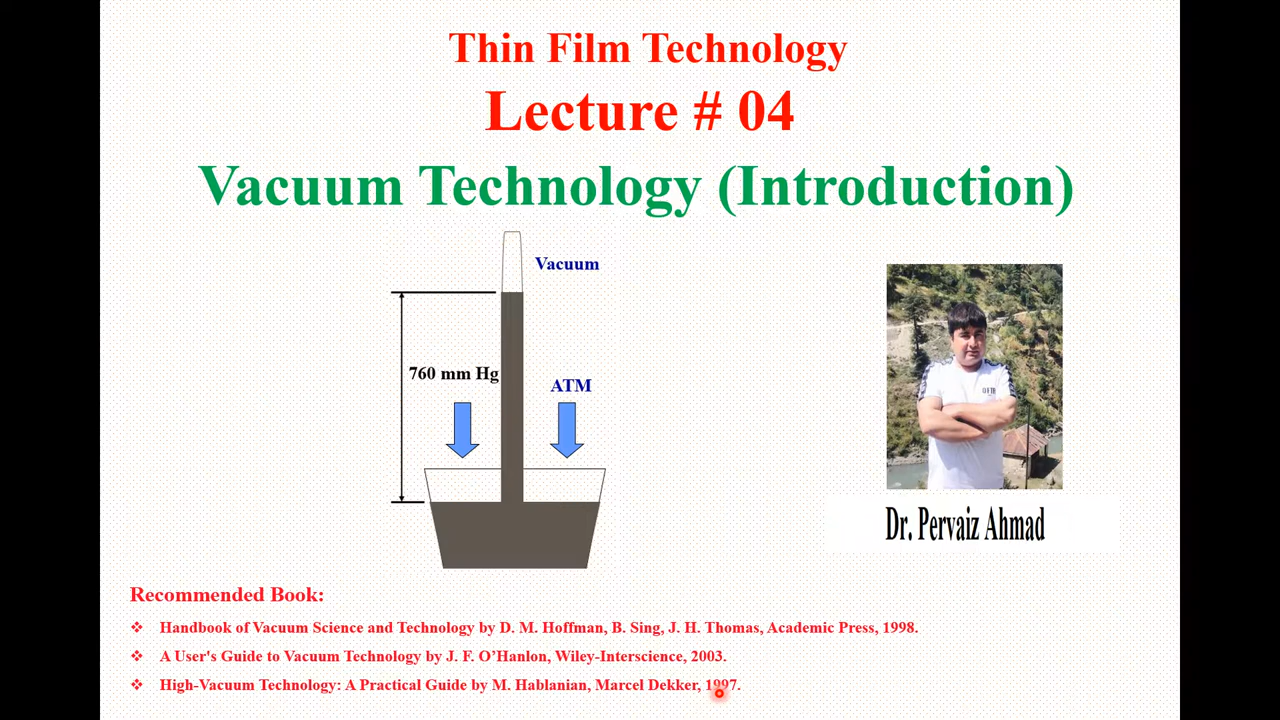 Thin Film Technology
Lecture # 04
Vacuum Technology (Introduction)
Vacuum
760 mm Hg
ATM
Dr. Pervaiz Ahmad
Recommended Book:
❖ Handbook of Vacuum Science and Technology by D. M. Hoffman, B. Sing, J. H. Thomas, Academic Press, 1998.
❖ A User's Guide to Vacuum Technology by J. F. O’Hanlon, Wiley-Interscience, 2003.
❖ High-Vacuum Technology: A Practical Guide by M. Hablanian, Marcel Dekker, 1997.